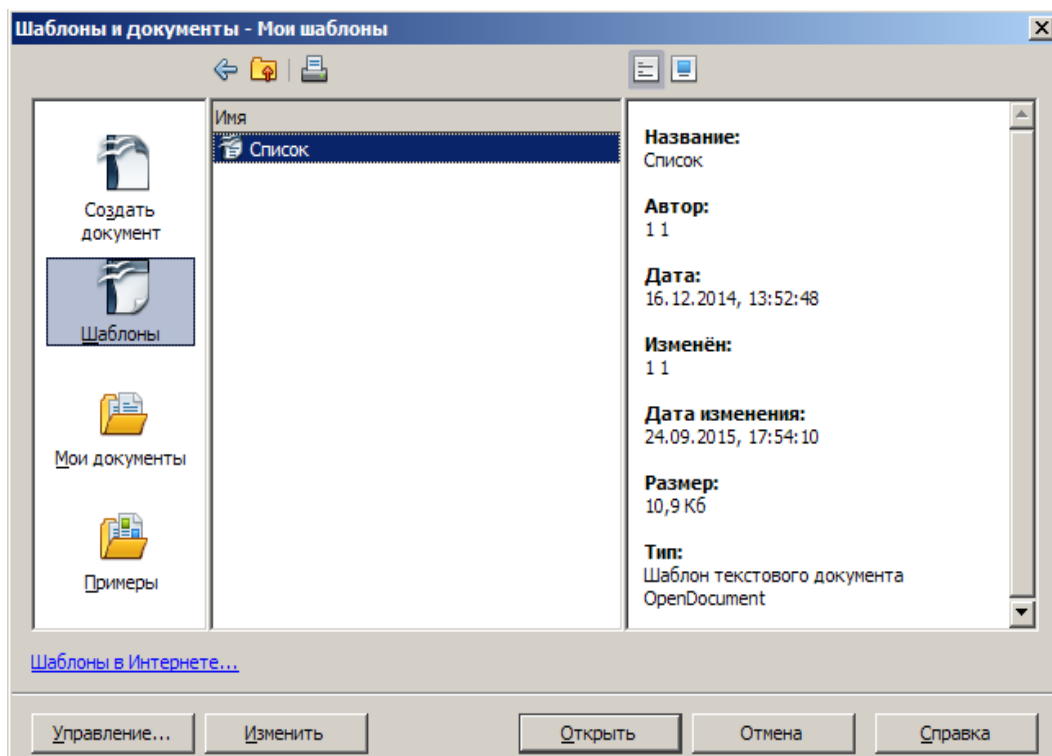 Шаблоны и документы - Мои шаблоны
Создать
документ
Шаблоны
Мои документы
Примеры
Имя
Список
Название:
Список
Автор:
1 1
Дата:
16.12.2014, 13:52:48
Изменён:
1 1
Дата изменения:
24.09.2015, 17:54:10
Размер:
10,9 Кб
Тип:
Шаблон текстового документа
OpenDocument
Шаблоны в Интернете...
Управление...
Изменить
Открыть
Отмена
Справка